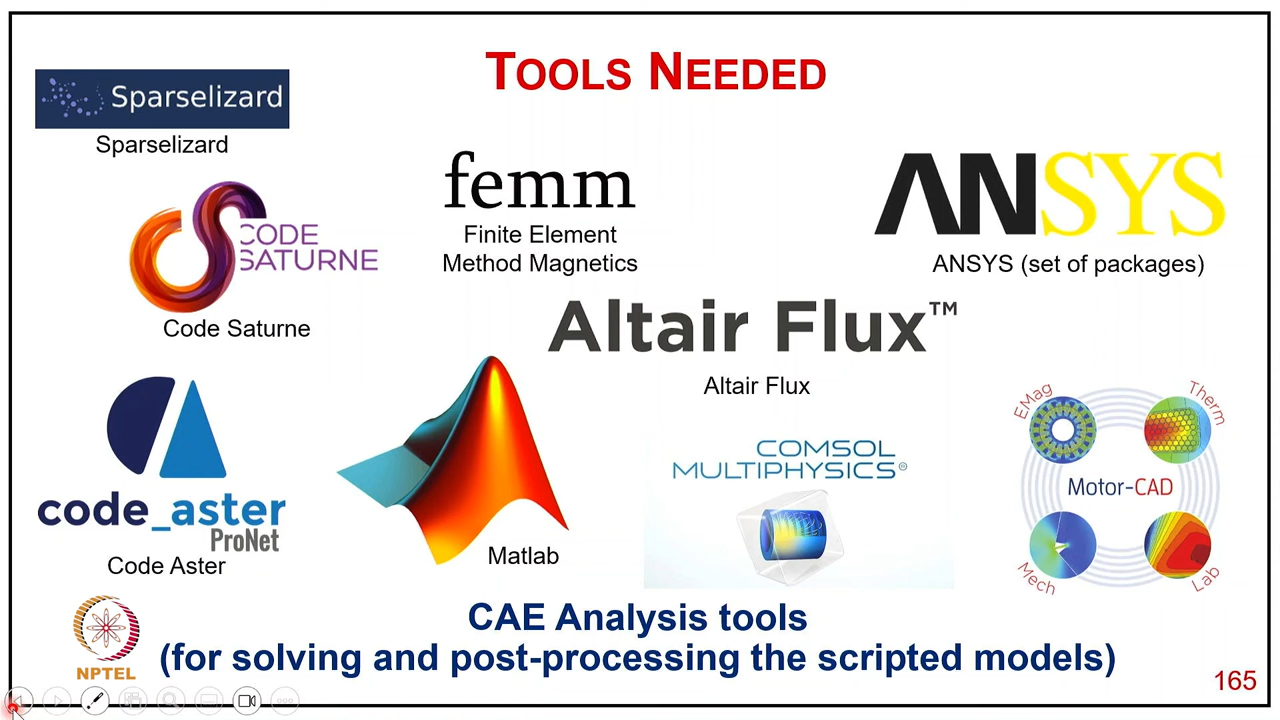 TOOLS NEEDED
Sparselizard
Sparselizard
CODE
SATURNE
Code Saturne
femm
Finite Element
Method Magnetics
ANSYS
ANSYS (set of packages)
Altair Flux™
Altair Flux
code_aster
ProNet
Code Aster
Matlab
COMSOL
MULTIPHYSICS®
EMag
Therm
Motor-CAD
Mech
Lab
CAE Analysis tools
(for solving and post-processing the scripted models)
NPTEL
165